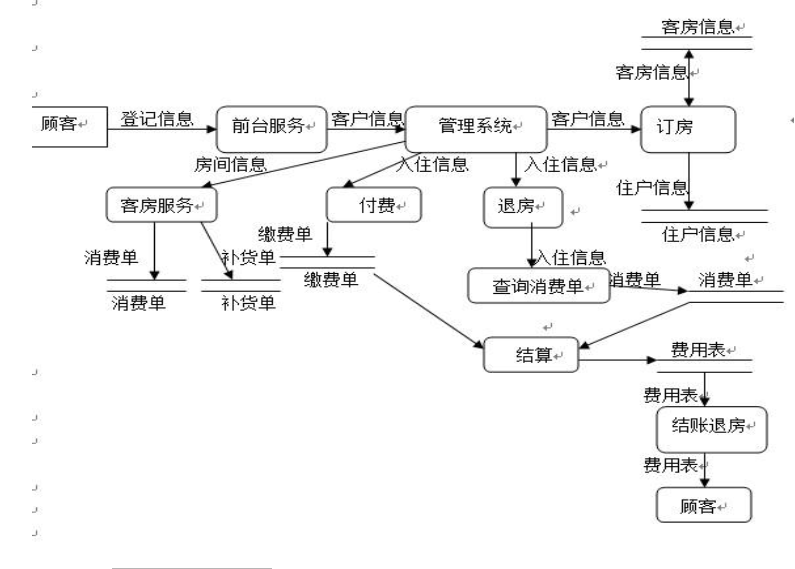 客房信息
客房信息
顾客
登记信息
前台服务
客户信息
管理系统
客户信息
订房
房间信息
入住信息
入住信息
住户信息
客房服务
付费
退房
住户信息
消费单
补货单
缴费单
入住信息
消费单
补货单
缴费单
查询消费单
消费单
消费单
结算
费用表
费用表
结账退房
费用表
顾客